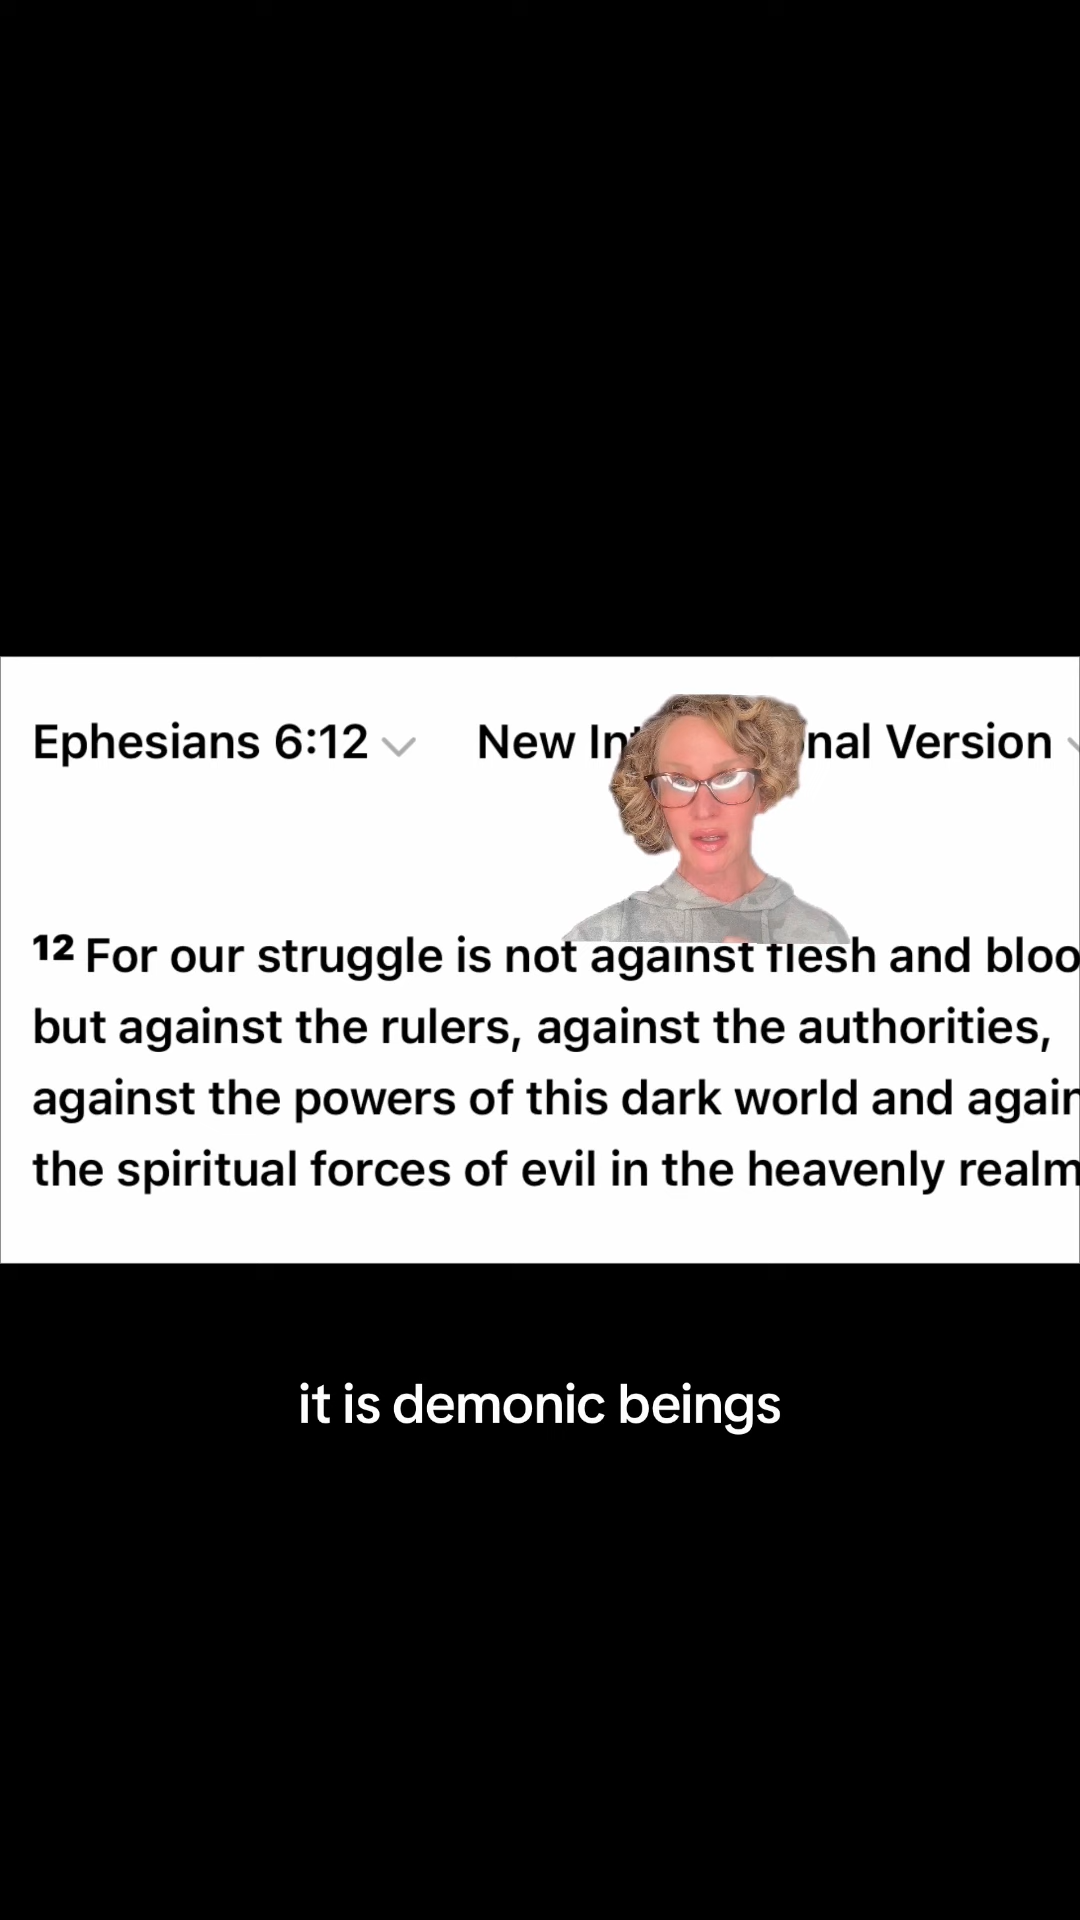 Ephesians 6:12
New In nal Version
12 For our struggle is not against flesh and bloo
but against the rulers, against the authorities,
against the powers of this dark world and again
the spiritual forces of evil in the heavenly realm
it is demonic beings